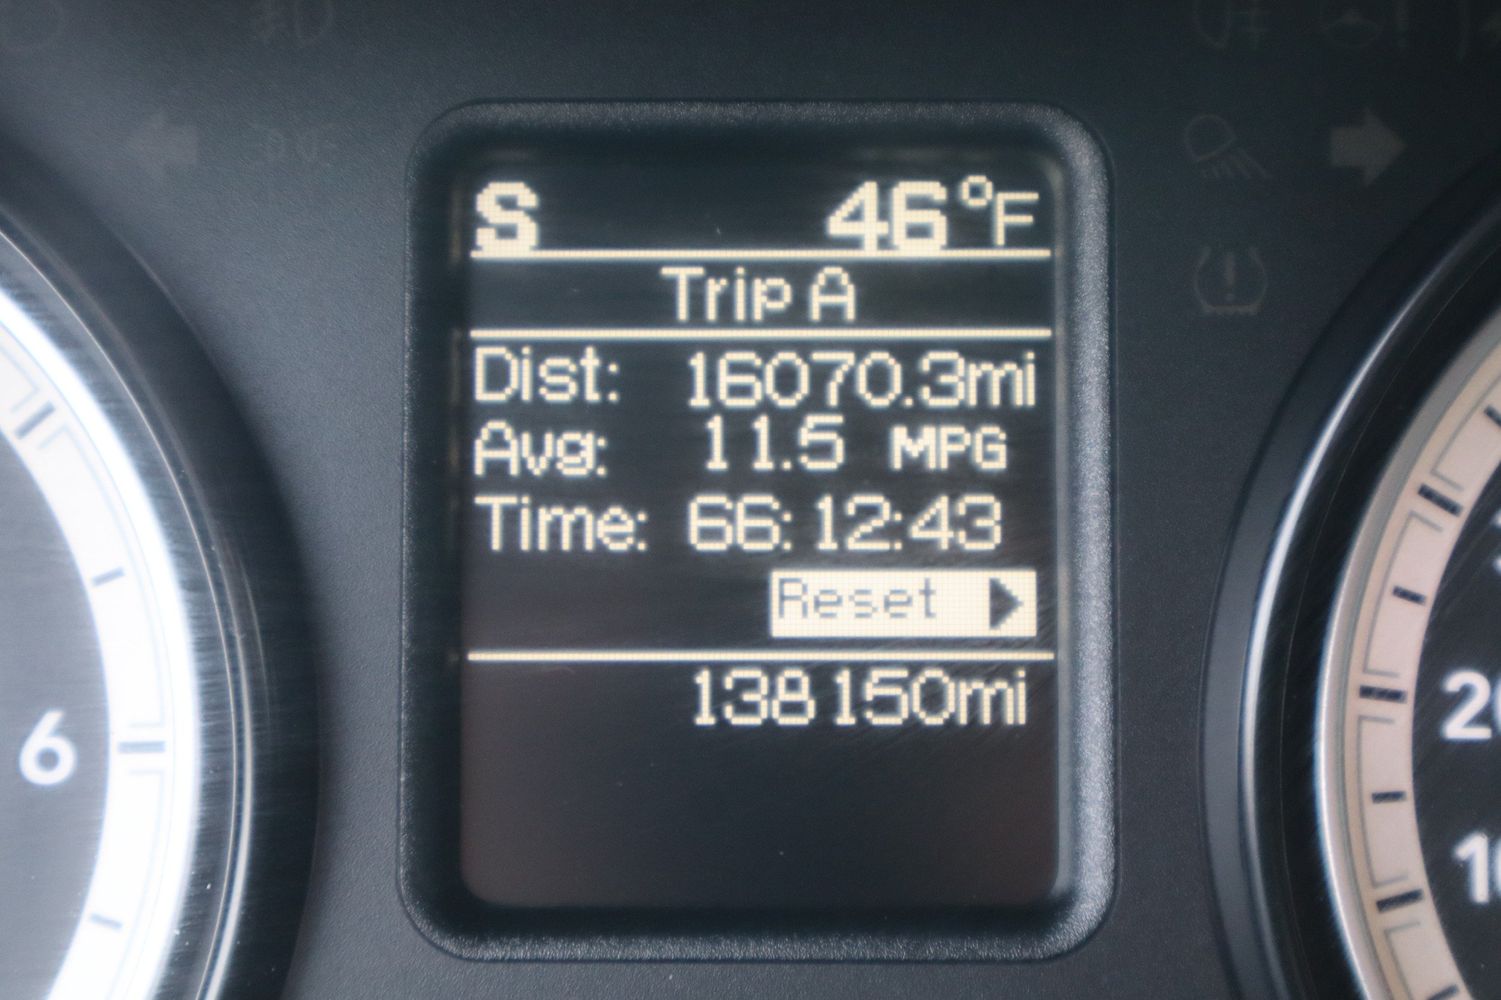 S 46°F
Trip A
Dist: 16070.3mi
Avg: 11.5 MPG
Time: 66:12:43
Reset
138150mi
6